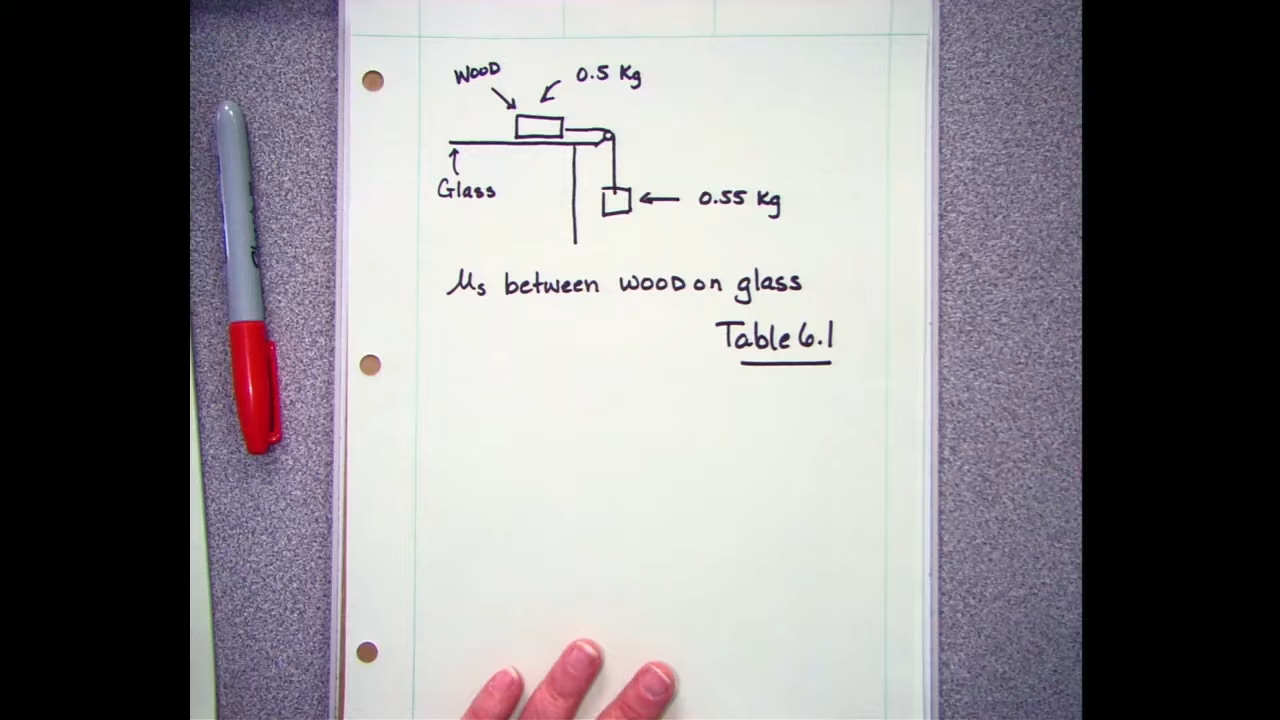 WOOD
0.5 Kg
Glass
0.55 Kg
μs between WOOD on glass
Table 6.1